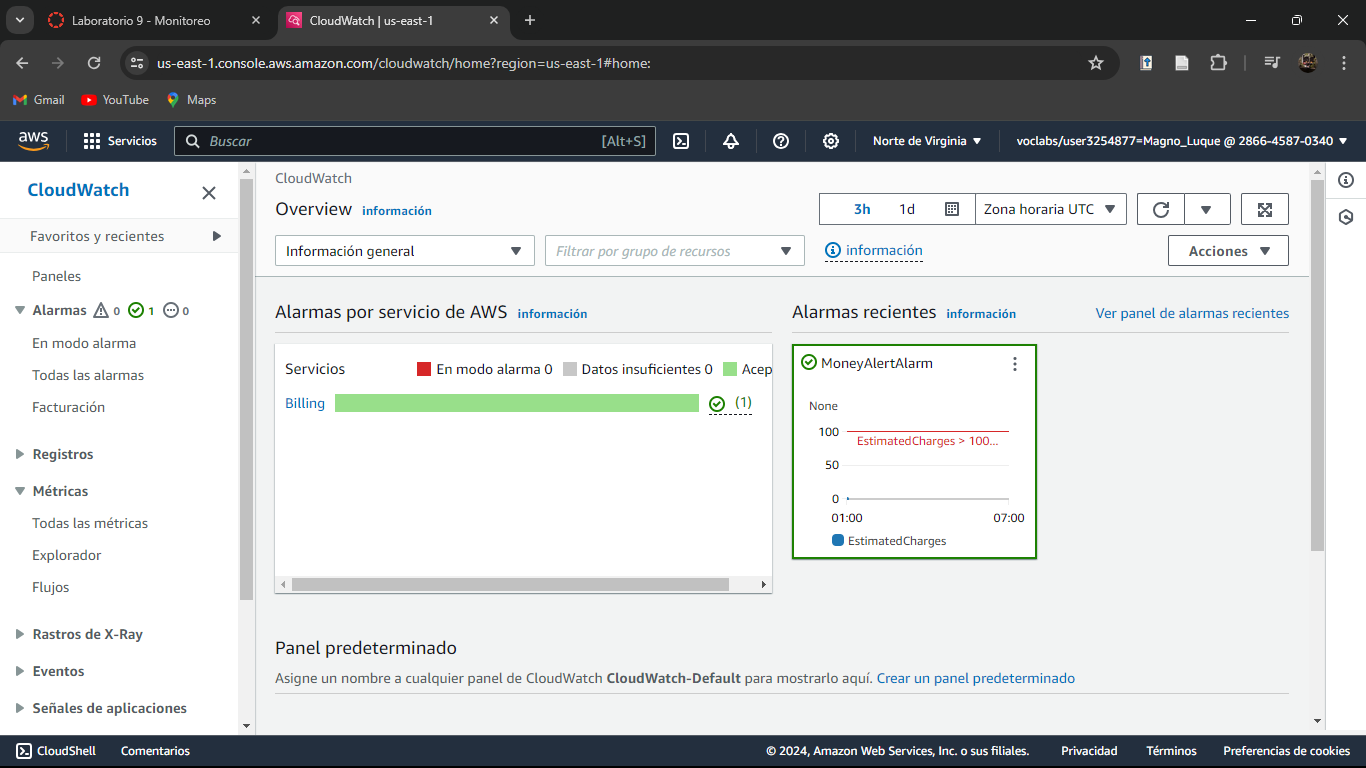 Laboratorio 9 - Monitoreo
CloudWatch | us-east-1
us-east-1.console.aws.amazon.com/cloudwatch/home?region=us-east-1#home:
Gmail
YouTube
Maps
aws
Servicios
Buscar
[Alt+S]
Norte de Virginia
voclabs/user3254877=Magno_Luque @ 2866-4587-0340
CloudWatch
Favoritos y recientes
Paneles
Alarmas 0 1 0
En modo alarma
Todas las alarmas
Facturación
Registros
Métricas
Todas las métricas
Explorador
Flujos
Rastros de X-Ray
Eventos
Señales de aplicaciones
CloudWatch
Overview información
3h 1d Zona horaria UTC
Información general
Filtrar por grupo de recursos
información
Acciones
Alarmas por servicio de AWS información
Servicios En modo alarma 0 Datos insuficientes 0 Acep
Billing (1)
Alarmas recientes información
Ver panel de alarmas recientes
MoneyAlertAlarm
None
100
EstimatedCharges > 100...
50
0
01:00 07:00
EstimatedCharges
Panel predeterminado
Asigne un nombre a cualquier panel de CloudWatch CloudWatch-Default para mostrarlo aquí. Crear un panel predeterminado
CloudShell Comentarios
© 2024, Amazon Web Services, Inc. o sus filiales. Privacidad Términos Preferencias de cookies